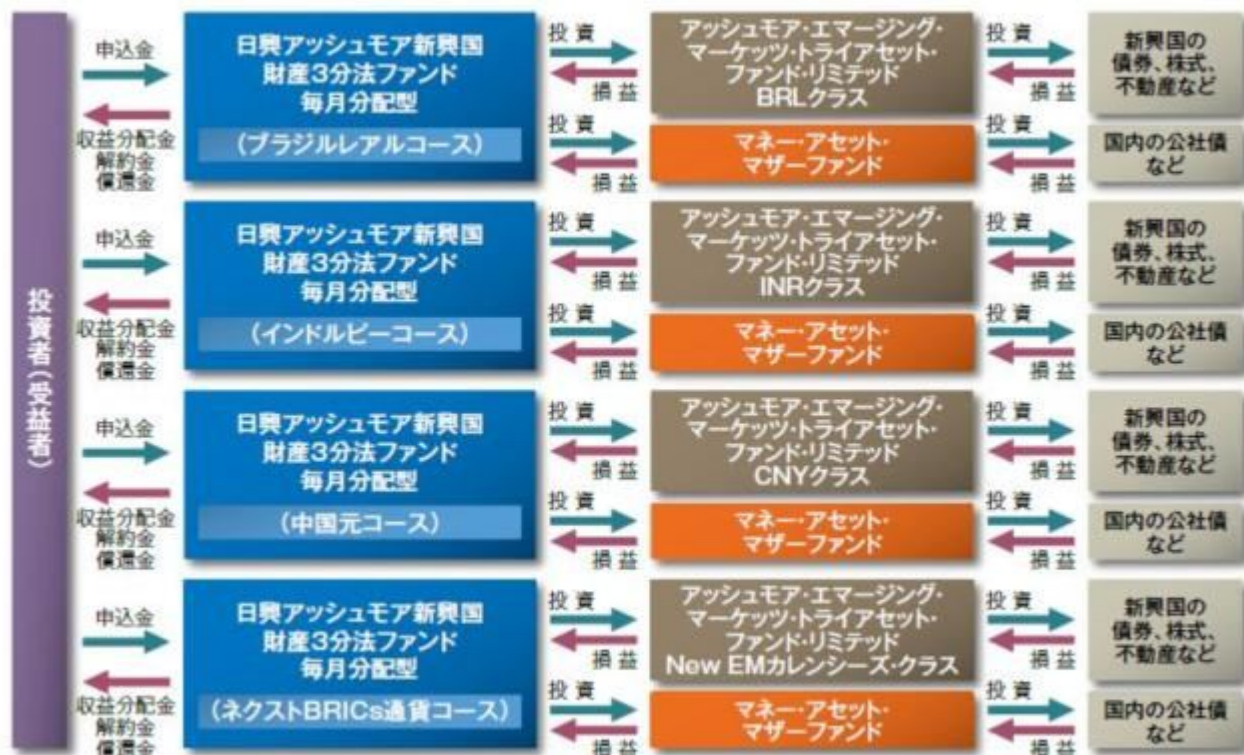 投資者（受益者）
申込金
収益分配金
解約金
償還金
日興アッシュモア新興国
財産3分法ファンド
毎月分配型
（ブラジルレアルコース）
投資
損益
アッシュモア・エマージング・
マーケッツ・トライアセット・
ファンド・リミテッド
BRLクラス
投資
損益
新興国の
債券、株式、
不動産など
投資
損益
マネー・アセット・
マザーファンド
投資
損益
国内の公社債
など
申込金
収益分配金
解約金
償還金
日興アッシュモア新興国
財産3分法ファンド
毎月分配型
（インドルピーコース）
投資
損益
アッシュモア・エマージング・
マーケッツ・トライアセット・
ファンド・リミテッド
INRクラス
投資
損益
新興国の
債券、株式、
不動産など
投資
損益
マネー・アセット・
マザーファンド
投資
損益
国内の公社債
など
申込金
収益分配金
解約金
償還金
日興アッシュモア新興国
財産3分法ファンド
毎月分配型
（中国元コース）
投資
損益
アッシュモア・エマージング・
マーケッツ・トライアセット・
ファンド・リミテッド
CNYクラス
投資
損益
新興国の
債券、株式、
不動産など
投資
損益
マネー・アセット・
マザーファンド
投資
損益
国内の公社債
など
申込金
収益分配金
解約金
償還金
日興アッシュモア新興国
財産3分法ファンド
毎月分配型
（ネクストBRICs通貨コース）
投資
損益
アッシュモア・エマージング・
マーケッツ・トライアセット・
ファンド・リミテッド
New EMカレンシーズ・クラス
投資
損益
新興国の
債券、株式、
不動産など
投資
損益
マネー・アセット・
マザーファンド
投資
損益
国内の公社債
など